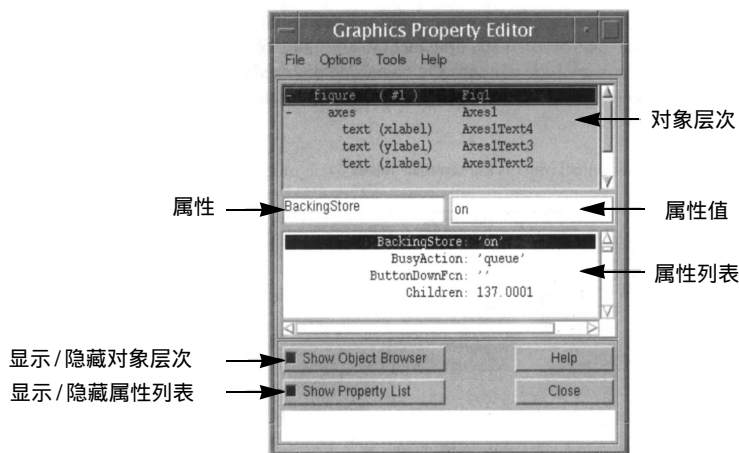 Graphics Property Editor
File Options Tools Help
- figure ( #1 ) Fig1
- axes Axes1
text (xlabel) Axes1Text4
text (ylabel) Axes1Text3
text (zlabel) Axes1Text2
对象层次
属性
BackingStore
on
属性值
BackingStore: 'on'
BusyAction: 'queue'
ButtonDownFcn: ''
Children: 137.0001
属性列表
显示/隐藏对象层次
Show Object Browser
Help
显示/隐藏属性列表
Show Property List
Close